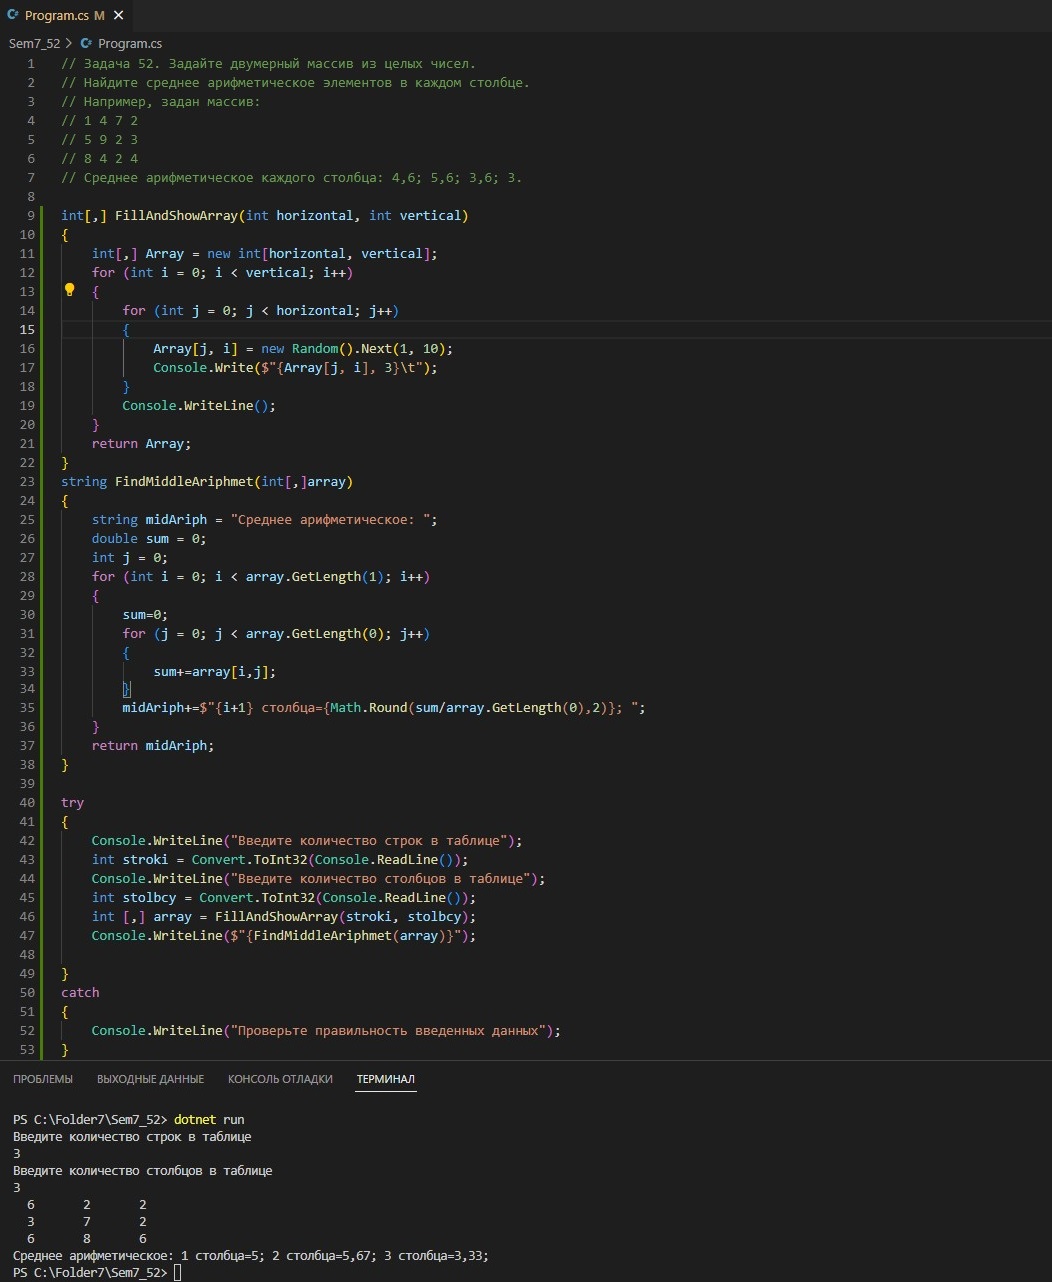 Program.cs M
Sem7_52 > Program.cs
1 // Задача 52. Задайте двумерный массив из целых чисел.
2 // Найдите среднее арифметическое элементов в каждом столбце.
3 // Например, задан массив:
4 // 1 4 7 2
5 // 5 9 2 3
6 // 8 4 2 4
7 // Среднее арифметическое каждого столбца: 4,6; 5,6; 3,6; 3.
8
9 int[,] FillAndShowArray(int horizontal, int vertical)
10 {
11     int[,] Array = new int[horizontal, vertical];
12     for (int i = 0; i < vertical; i++)
13     {
14         for (int j = 0; j < horizontal; j++)
15         {
16             Array[j, i] = new Random().Next(1, 10);
17             Console.Write($"{Array[j, i], 3}\t");
18         }
19         Console.WriteLine();
20     }
21     return Array;
22 }
23 string FindMiddleAriphmet(int[,]array)
24 {
25     string midAriph = "Среднее арифметическое: ";
26     double sum = 0;
27     int j = 0;
28     for (int i = 0; i < array.GetLength(1); i++)
29     {
30         sum=0;
31         for (j = 0; j < array.GetLength(0); j++)
32         {
33             sum+=array[i,j];
34         }
35         midAriph+=$"{i+1} столбца={Math.Round(sum/array.GetLength(0),2)}; ";
36     }
37     return midAriph;
38 }
39
40 try
41 {
42     Console.WriteLine("Введите количество строк в таблице");
43     int stroki = Convert.ToInt32(Console.ReadLine());
44     Console.WriteLine("Введите количество столбцов в таблице");
45     int stolbcy = Convert.ToInt32(Console.ReadLine());
46     int [,] array = FillAndShowArray(stroki, stolbcy);
47     Console.WriteLine($"{FindMiddleAriphmet(array)}");
48
49 }
50 catch
51 {
52     Console.WriteLine("Проверьте правильность введенных данных");
53 }
ПРОБЛЕМЫ ВЫХОДНЫЕ ДАННЫЕ КОНСОЛЬ ОТЛАДКИ ТЕРМИНАЛ
PS C:\Folder7\Sem7_52> dotnet run
Введите количество строк в таблице
3
Введите количество столбцов в таблице
3
6 2 2
3 7 2
6 8 6
Среднее арифметическое: 1 столбца=5; 2 столбца=5,67; 3 столбца=3,33;
PS C:\Folder7\Sem7_52>